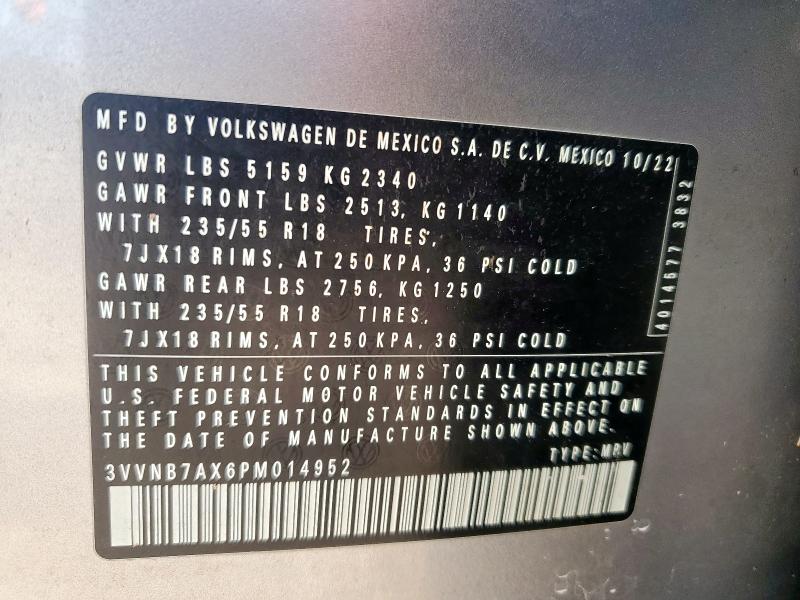 MFD BY VOLKSWAGEN DE MEXICO S.A. DE C.V. MEXICO 10/22
GVWR LBS 5159 KG 2340
GAWR FRONT LBS 2513, KG 1140
WITH 235/55 R18 TIRES,
7JX18 RIMS, AT 250 KPA, 36 PSI COLD
GAWR REAR LBS 2756, KG 1250
WITH 235/55 R18 TIRES,
7JX18 RIMS, AT 250 KPA, 36 PSI COLD
4014577 3832
THIS VEHICLE CONFORMS TO ALL APPLICABLE
U.S. FEDERAL MOTOR VEHICLE SAFETY AND
THEFT PREVENTION STANDARDS IN EFFECT ON
THE DATE OF MANUFACTURE SHOWN ABOVE.
TYPE: MPV
3VVNB7AX6PM014952